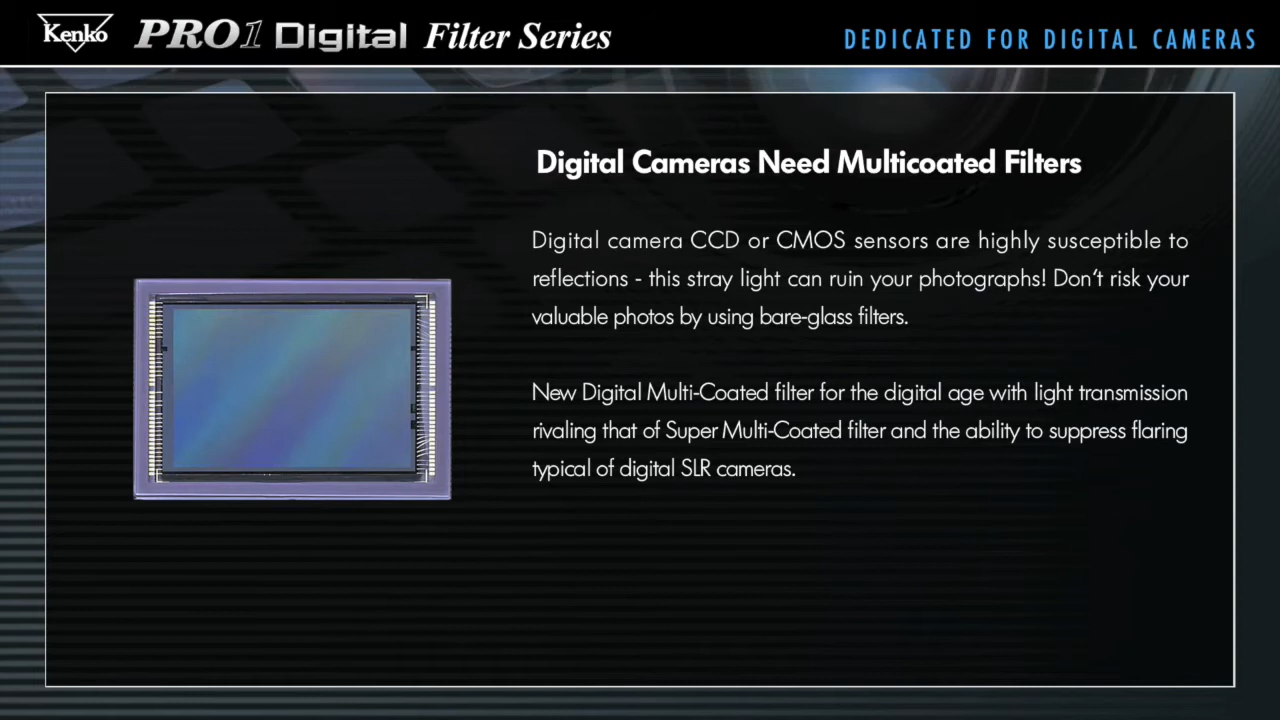 Kenko PRO1 Digital Filter Series
DEDICATED FOR DIGITAL CAMERAS
Digital Cameras Need Multicoated Filters
Digital camera CCD or CMOS sensors are highly susceptible to
reflections - this stray light can ruin your photographs! Don't risk your
valuable photos by using bare-glass filters.
New Digital Multi-Coated filter for the digital age with light transmission
rivaling that of Super Multi-Coated filter and the ability to suppress flaring
typical of digital SLR cameras.